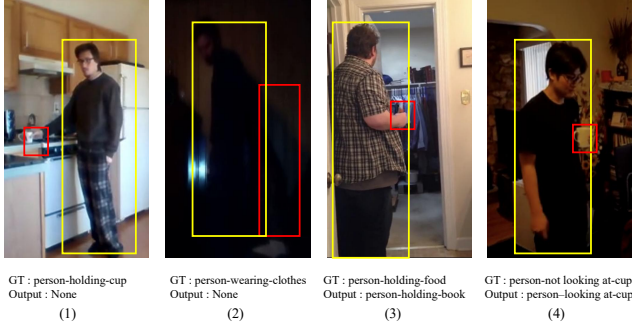 GT : person-holding-cup
Output : None
(1)
GT : person-wearing-clothes
Output : None
(2)
GT : person-holding-food
Output : person-holding-book
(3)
GT : person-not looking at-cup
Output : person–looking at-cup
(4)